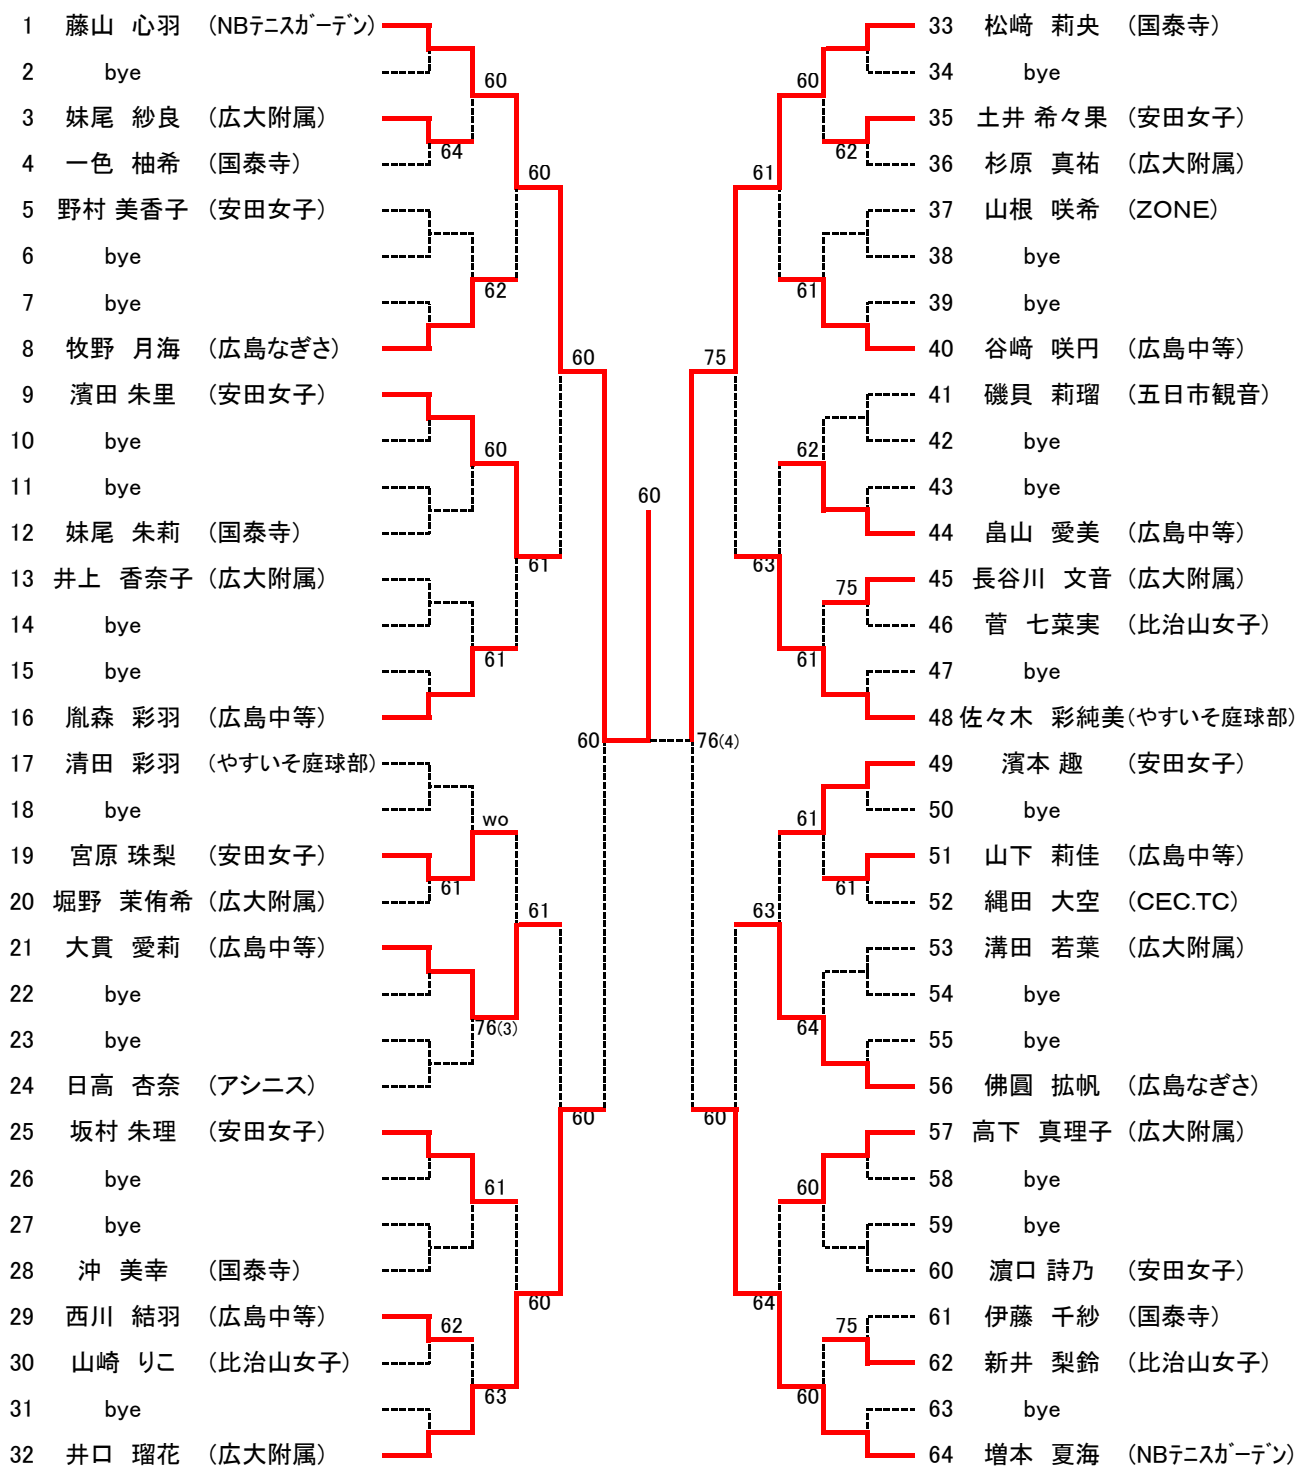 1 藤山 心羽 (NBテニスガーデン)
2 bye
60
3 妹尾 紗良 (広大附属)
64
4 一色 柚希 (国泰寺)
60
5 野村 美香子 (安田女子)
6 bye
7 bye
62
8 牧野 月海 (広島なぎさ)
60
9 濱田 朱里 (安田女子)
10 bye
60
11 bye
12 妹尾 朱莉 (国泰寺)
61
13 井上 香奈子 (広大附属)
14 bye
15 bye
61
16 胤森 彩羽 (広島中等)
60
17 清田 彩羽 (やすいそ庭球部)
18 bye
wo
19 宮原 珠梨 (安田女子)
61
20 堀野 茉侑希 (広大附属)
61
21 大貫 愛莉 (広島中等)
22 bye
23 bye
76(3)
24 日高 杏奈 (アシニス)
60
25 坂村 朱理 (安田女子)
26 bye
61
27 bye
28 沖 美幸 (国泰寺)
60
29 西川 結羽 (広島中等)
62
30 山崎 りこ (比治山女子)
31 bye
63
32 井口 瑠花 (広大附属)
60
33 松﨑 莉央 (国泰寺)
34 bye
60
35 土井 希々果 (安田女子)
62
36 杉原 真祐 (広大附属)
61
37 山根 咲希 (ZONE)
38 bye
39 bye
61
40 谷﨑 咲円 (広島中等)
75
41 磯貝 莉瑠 (五日市観音)
42 bye
62
43 bye
44 畠山 愛美 (広島中等)
63
45 長谷川 文音 (広大附属)
75
46 菅 七菜実 (比治山女子)
47 bye
61
48 佐々木 彩純美 (やすいそ庭球部)
76(4)
49 濱本 趣 (安田女子)
50 bye
61
51 山下 莉佳 (広島中等)
61
52 縄田 大空 (CEC.TC)
63
53 溝田 若葉 (広大附属)
54 bye
55 bye
64
56 佛圓 拡帆 (広島なぎさ)
60
57 高下 真理子 (広大附属)
58 bye
60
59 bye
60 濵口 詩乃 (安田女子)
64
61 伊藤 千紗 (国泰寺)
75
62 新井 梨鈴 (比治山女子)
63 bye
60
64 増本 夏海 (NBテニスガーデン)